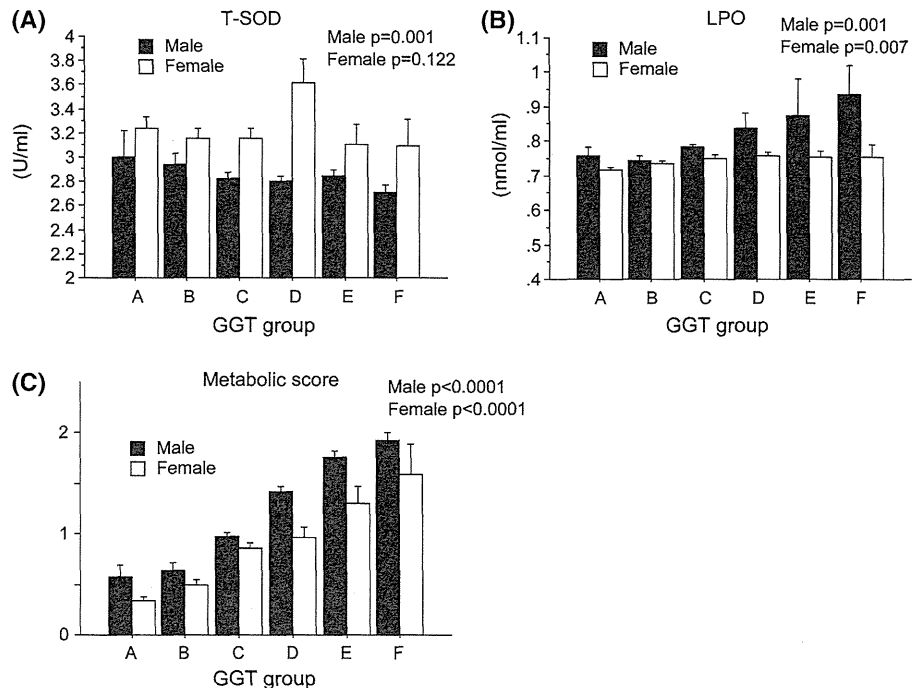 (A)
T-SOD
Male p=0.001
Female p=0.122
Male
Female
(U/ml)
4
3.8
3.6
3.4
3.2
3.0
2.8
2.6
2.4
2.2
2
A B C D E F
GGT group
(B)
LPO
Male p=0.001
Female p=0.007
Male
Female
(nmol/ml)
1.1
1
.9
.8
.7
.6
.5
.4
A B C D E F
GGT group
(C)
Metabolic score
Male p<0.0001
Female p<0.0001
Male
Female
2
1
0
A B C D E F
GGT group